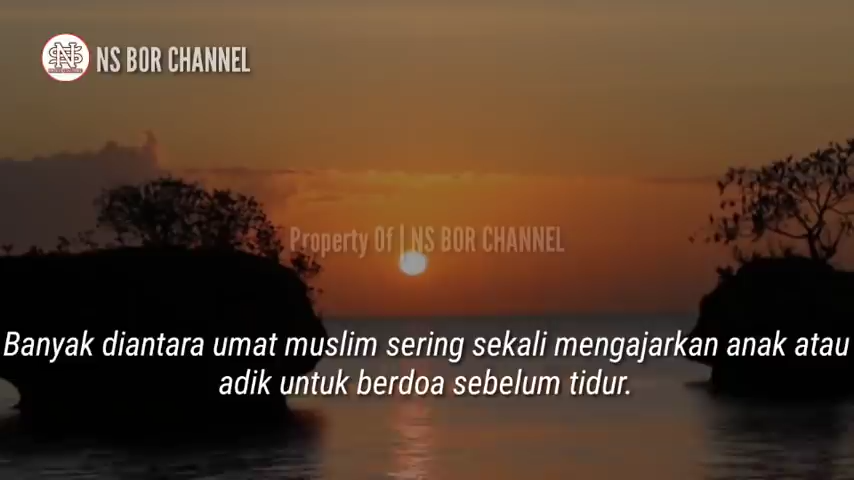 NS BOR CHANNEL
Property Of | NS BOR CHANNEL
Banyak diantara umat muslim sering sekali mengajarkan anak atau
adik untuk berdoa sebelum tidur.